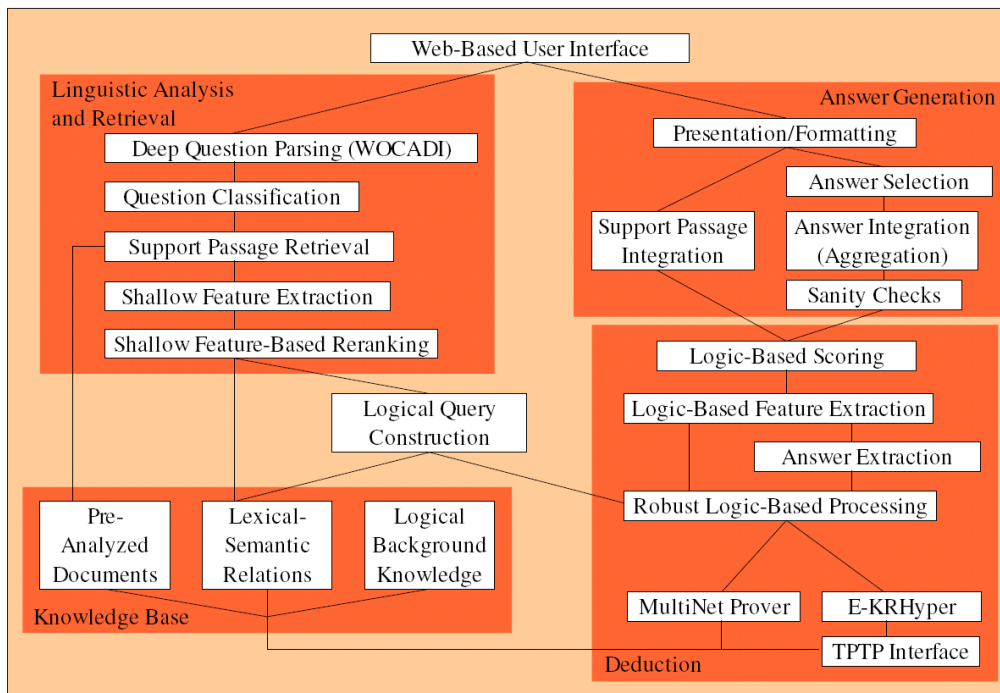 Web-Based User Interface
Linguistic Analysis
and Retrieval
Deep Question Parsing (WOCADI)
Question Classification
Support Passage Retrieval
Shallow Feature Extraction
Shallow Feature-Based Reranking
Answer Generation
Presentation/Formatting
Answer Selection
Support Passage
Integration
Answer Integration
(Aggregation)
Sanity Checks
Logic-Based Scoring
Logic-Based Feature Extraction
Answer Extraction
Robust Logic-Based Processing
MultiNet Prover
E-KRHyper
TPTP Interface
Deduction
Logical Query
Construction
Pre-
Analyzed
Documents
Lexical-
Semantic
Relations
Logical
Background
Knowledge
Knowledge Base